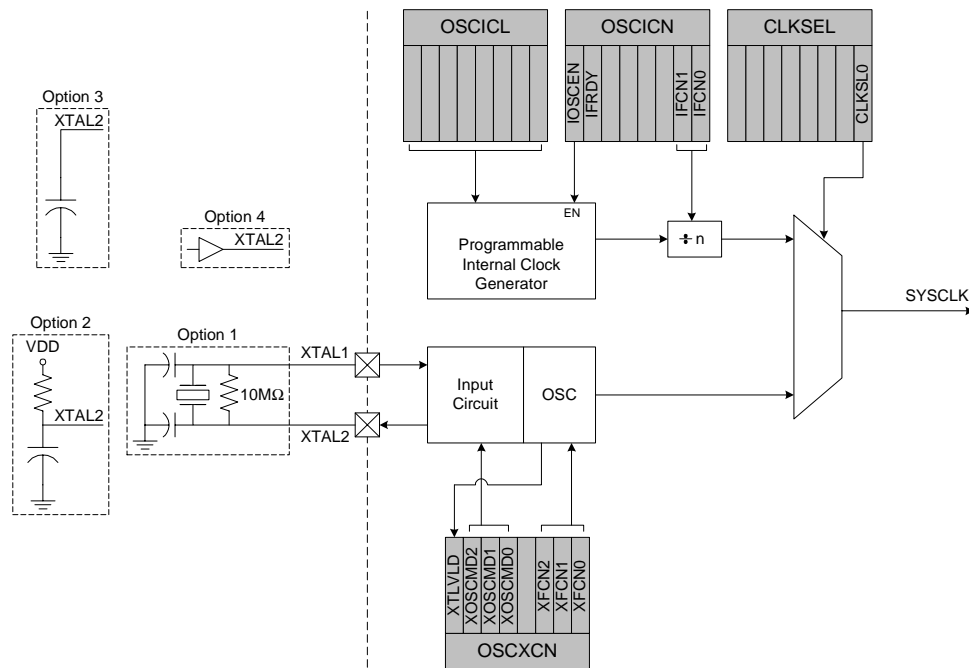 OSCICL
OSCICN
CLKSEL
IOSCEN
IFRDY
IFCN1
IFCN0
CLKSL0
Option 3
XTAL2
Option 4
XTAL2
EN
Programmable
Internal Clock
Generator
÷ n
SYSCLK
Option 2
VDD
XTAL2
Option 1
10MΩ
XTAL1
XTAL2
Input
Circuit
OSC
XTLVLD
XOSCMD2
XOSCMD1
XOSCMD0
XFCN2
XFCN1
XFCN0
OSCXCN